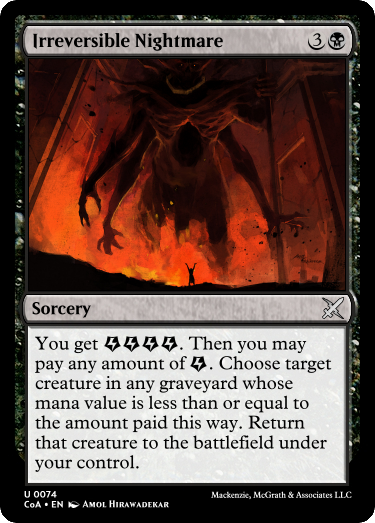 Irreversible Nightmare 3
Sorcery
You get. Then you may
pay any amount of. Choose target
creature in any graveyard whose
mana value is less than or equal to
the amount paid this way. Return
that creature to the battlefield under
your control.
U 0074
CoA • EN Amol Hirawadekar
Mackenzie, McGrath & Associates LLC